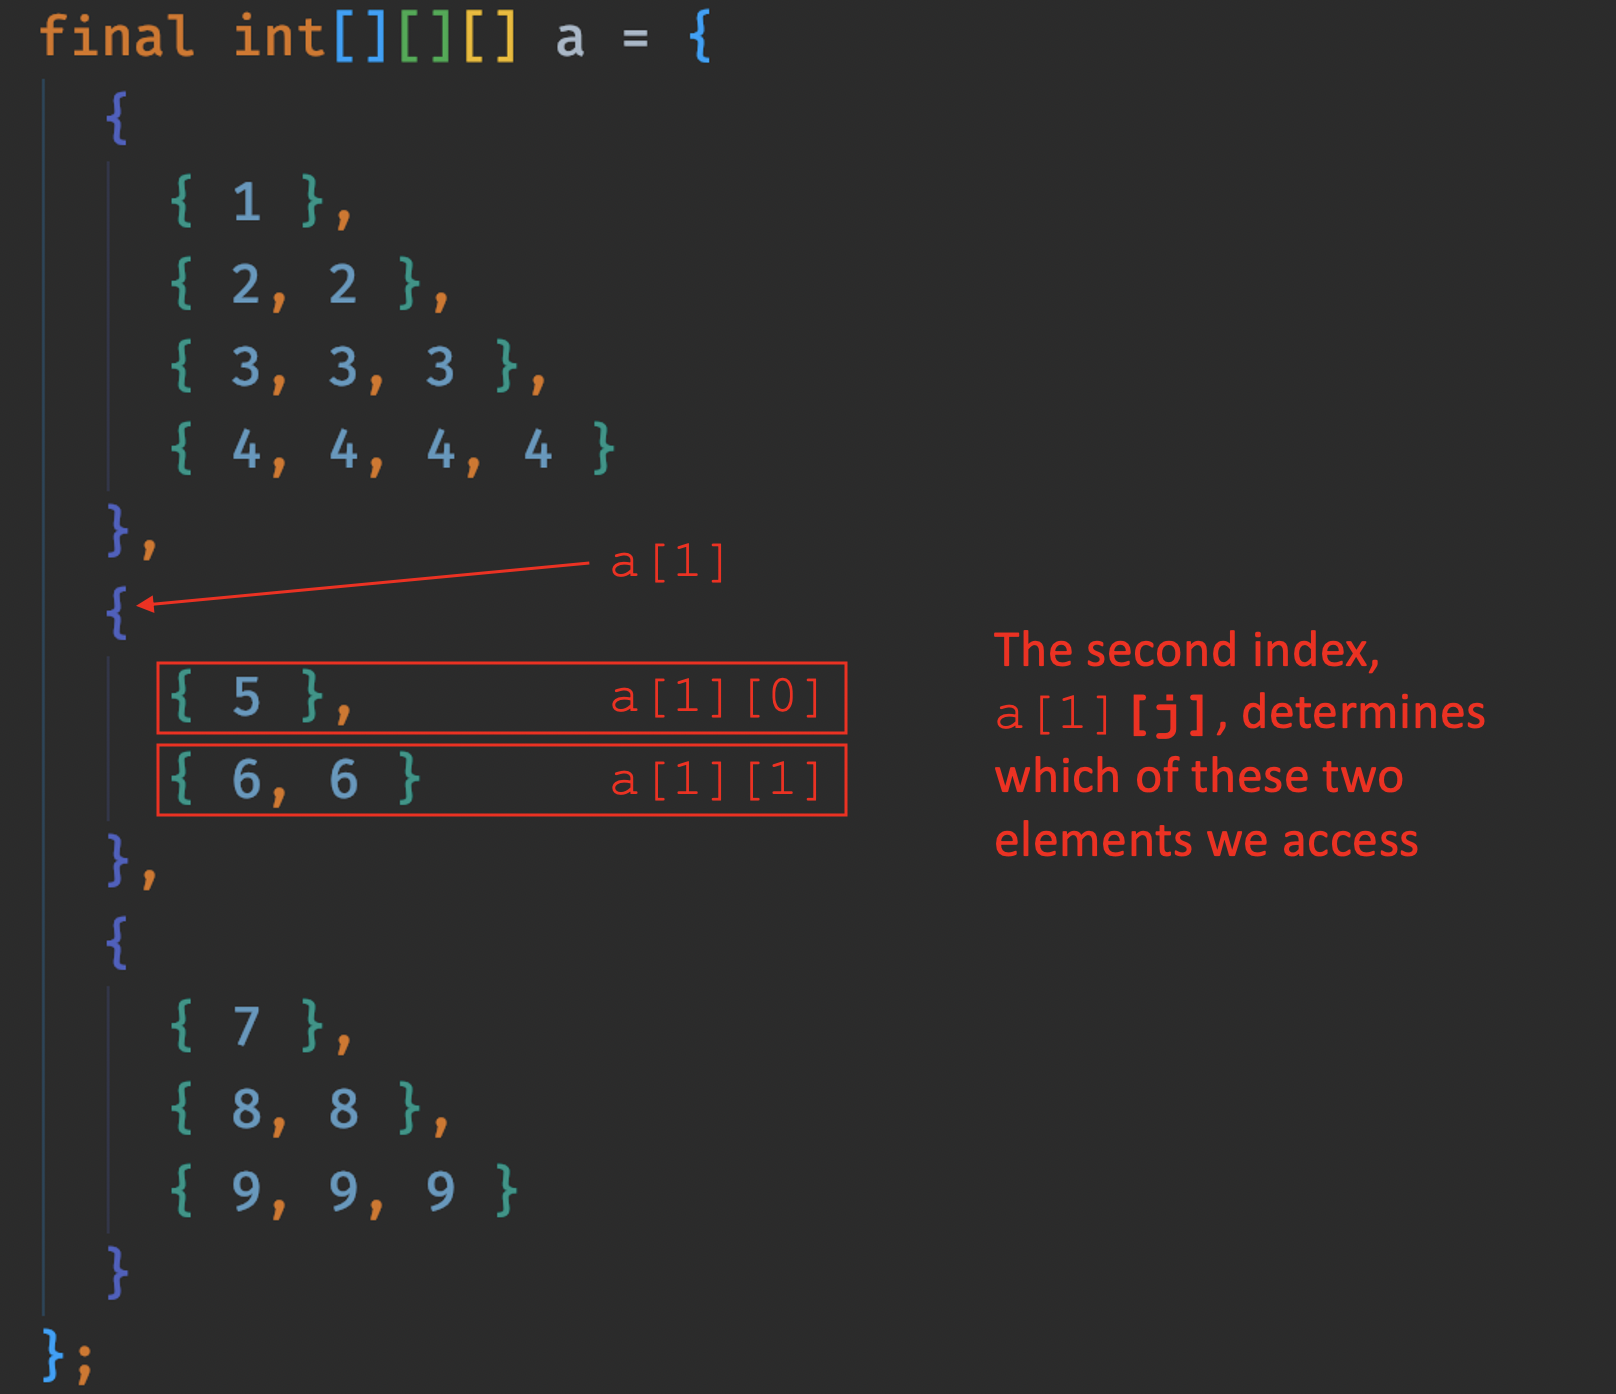 final int[][][] a = {
{
{ 1 },
{ 2, 2 },
{ 3, 3, 3 },
{ 4, 4, 4, 4 }
},
a[1]
{
{ 5 }, a[1][0]
{ 6, 6 } a[1][1]
},
{
{ 7 },
{ 8, 8 },
{ 9, 9, 9 }
}
};
The second index,
a[1][j], determines
which of these two
elements we access